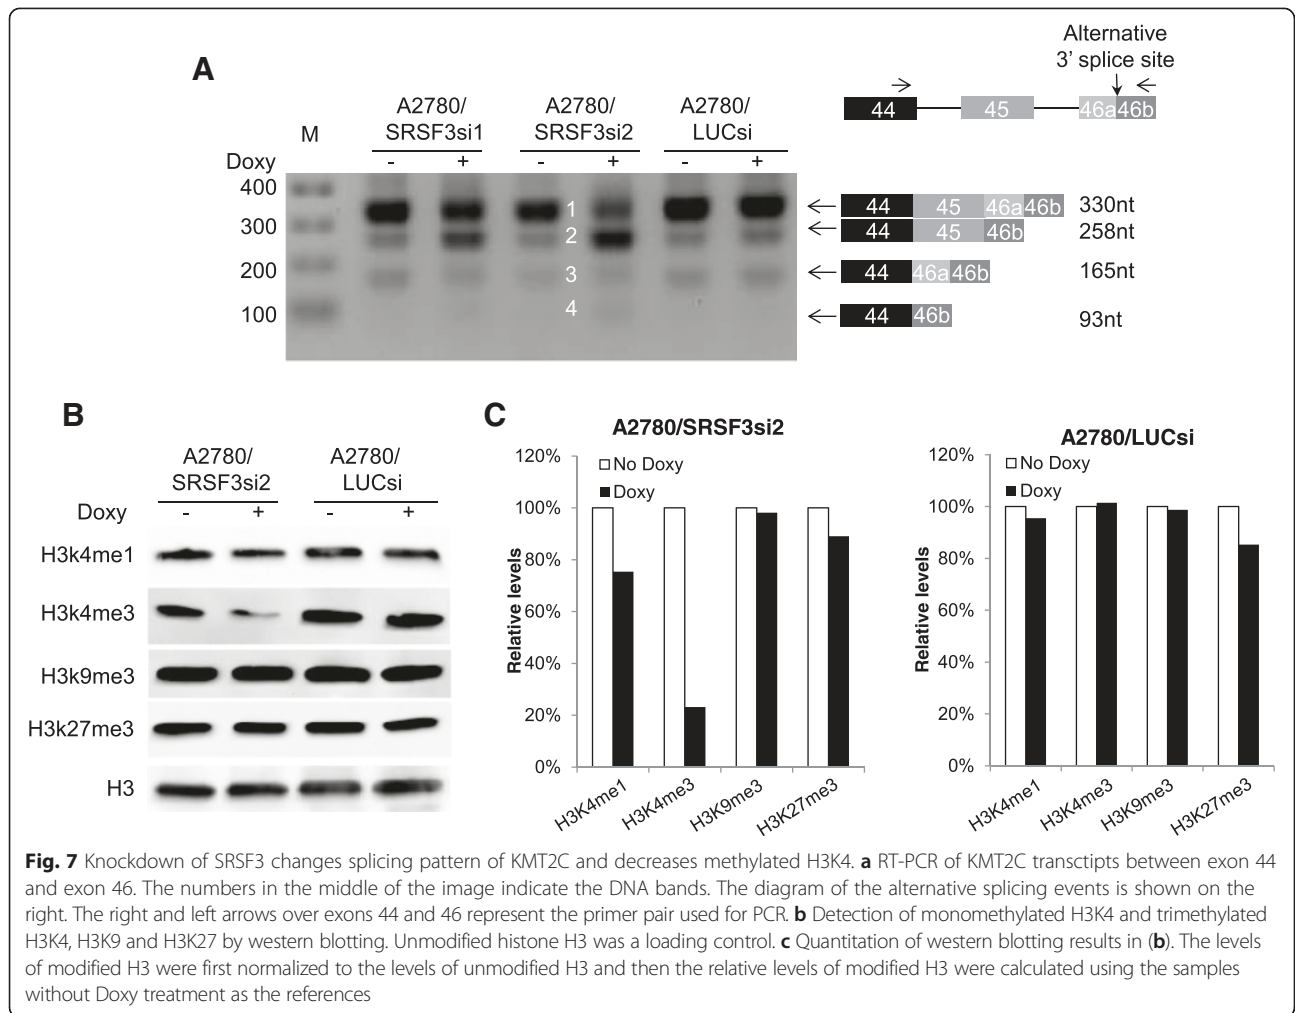 A
Alternative
3’ splice site
44 45 46a 46b
A2780/ A2780/ A2780/
SRSF3si1 SRSF3si2 LUCsi
M
Doxy - + - + - +
400
300
200
100
1
2
3
4
44 45 46a 46b 330nt
44 45 46b 258nt
44 46a 46b 165nt
44 46b 93nt
B
A2780/ A2780/
SRSF3si2 LUCsi
Doxy - + - +
H3k4me1
H3k4me3
H3k9me3
H3k27me3
H3
C
A2780/SRSF3si2
120%
100%
80%
60%
40%
20%
0%
Relative levels
No Doxy
Doxy
H3K4me1 H3K4me3 H3K9me3 H3K27me3
A2780/LUCsi
120%
100%
80%
60%
40%
20%
0%
Relative levels
No Doxy
Doxy
H3K4me1 H3K4me3 H3K9me3 H3K27me3
Fig. 7 Knockdown of SRSF3 changes splicing pattern of KMT2C and decreases methylated H3K4. a RT-PCR of KMT2C transctipts between exon 44
and exon 46. The numbers in the middle of the image indicate the DNA bands. The diagram of the alternative splicing events is shown on the
right. The right and left arrows over exons 44 and 46 represent the primer pair used for PCR. b Detection of monomethylated H3K4 and trimethylated
H3K4, H3K9 and H3K27 by western blotting. Unmodified histone H3 was a loading control. c Quantitation of western blotting results in (b). The levels
of modified H3 were first normalized to the levels of unmodified H3 and then the relative levels of modified H3 were calculated using the samples
without Doxy treatment as the references